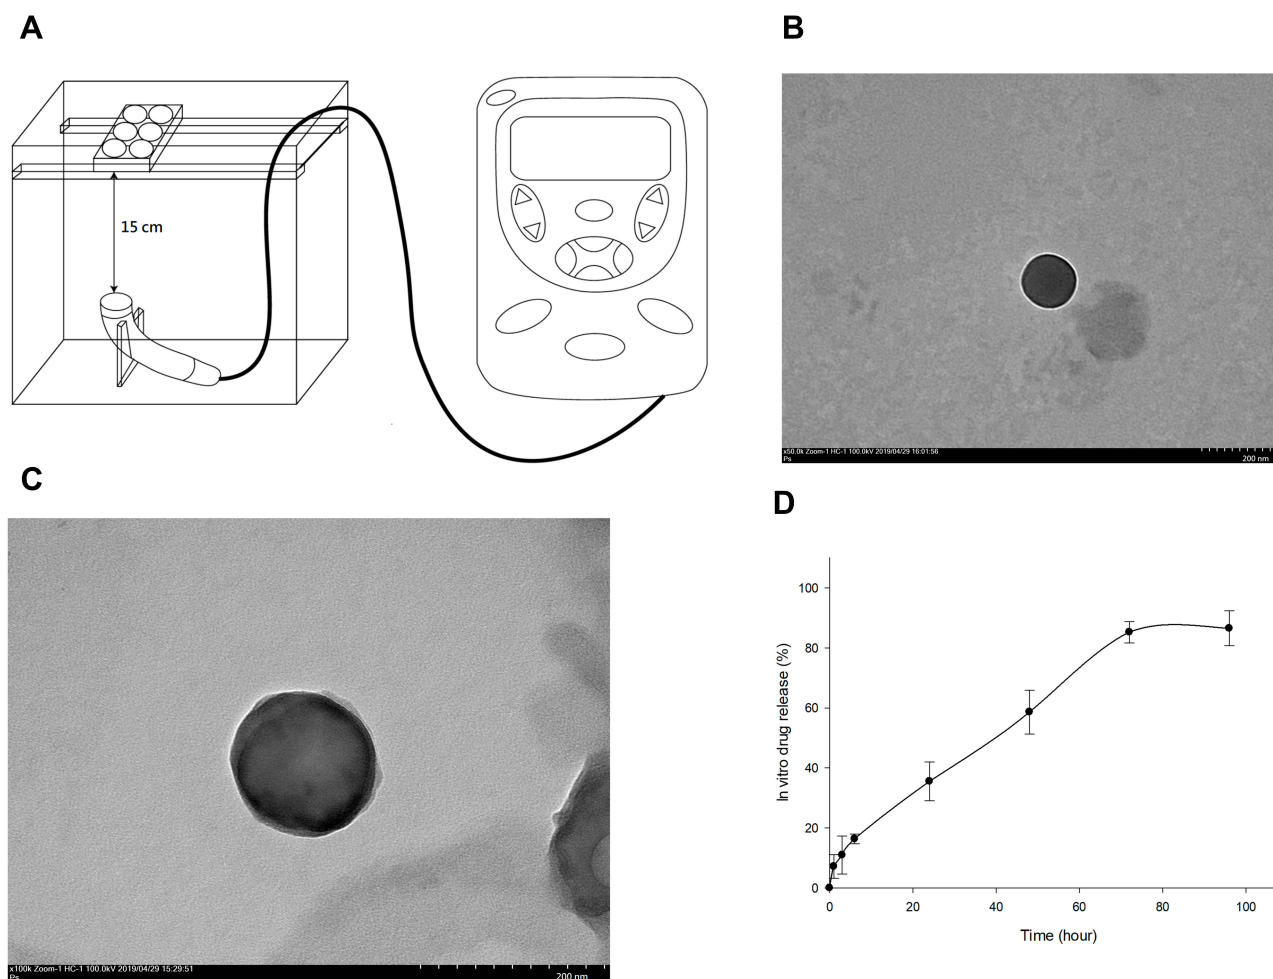 A
B
15 cm
x50.0k Zoom-1 HC-1 100.0kV 2019/04/29 16:01:56
Ps
200 nm
C
D
x100k Zoom-1 HC-1 100.0kV 2019/04/29 15:29:51
Ps
200 nm
In vitro drug release (%)
100
80
60
40
20
0
0 20 40 60 80 100
Time (hour)